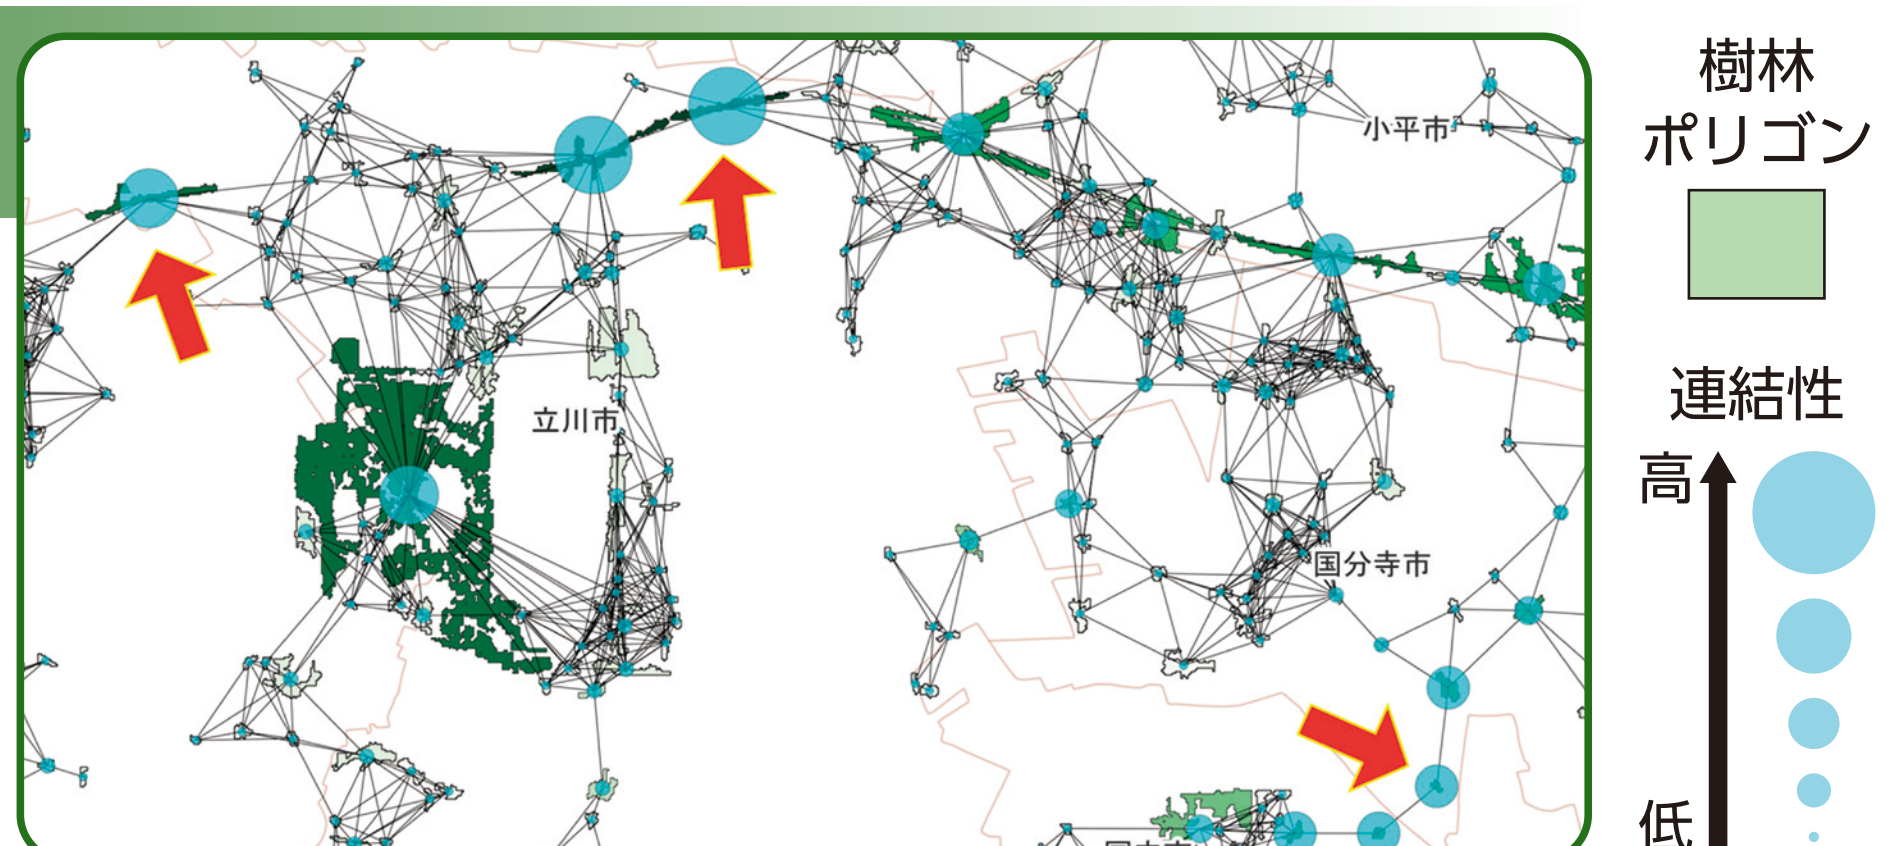 樹林
ポリゴン
小平市
連結性
立川市
高
国分寺市
低